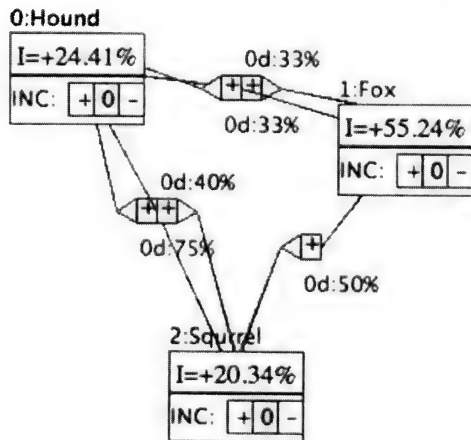 0:Hound
I=+24.41%
INC: + 0 -
0d:33%
++
0d:33%
1:Fox
I=+55.24%
INC: + 0 -
0d:40%
++
0d:75%
+
0d:50%
2:Squrrel
I=+20.34%
INC: + 0 -